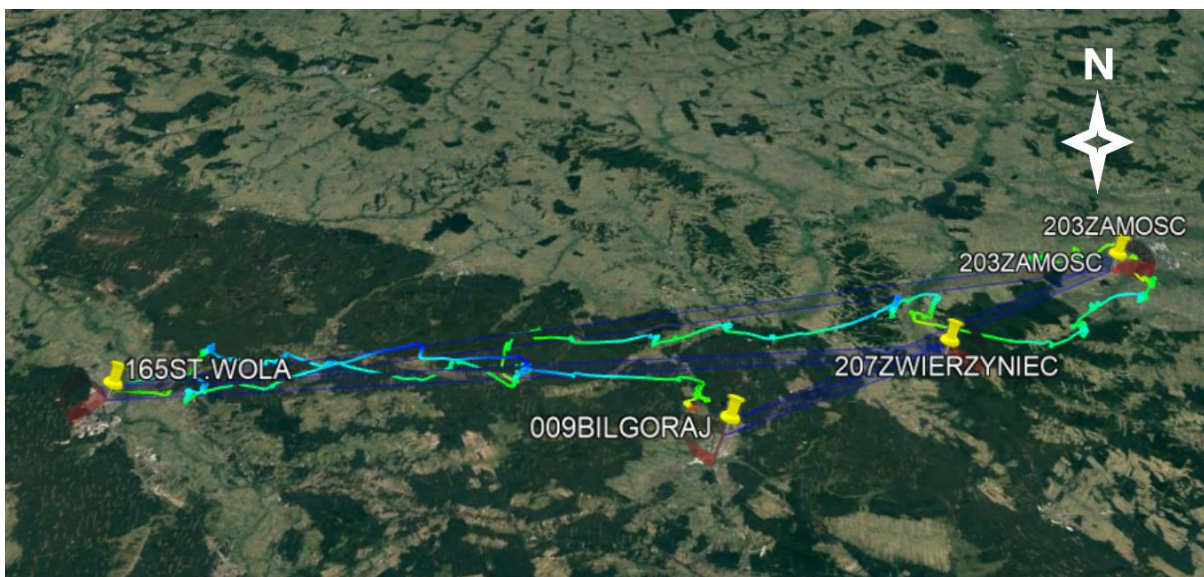 N
203ZAMOSC
203ZAMOSC
165ST.WOLA
207ZWIERZYNIEC
009BILGORAJ